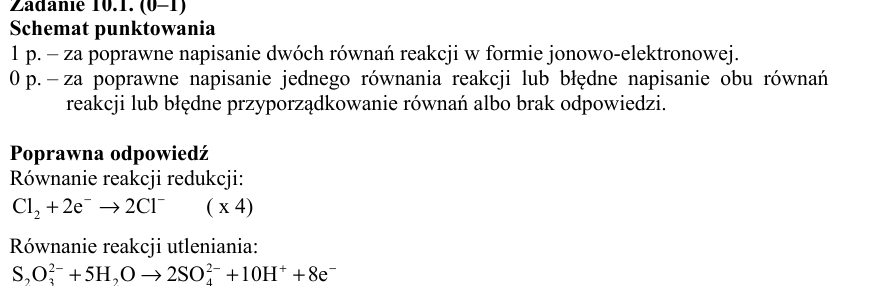 Zadanie 10.1. (0–1)
Schemat punktowania
1 p. – za poprawne napisanie dwóch równań reakcji w formie jonowo-elektronowej.
0 p. – za poprawne napisanie jednego równania reakcji lub błędne napisanie obu równań
reakcji lub błędne przyporządkowanie równań albo brak odpowiedzi.
Poprawna odpowiedź
Równanie reakcji redukcji:
Cl₂ + 2e⁻ → 2Cl⁻ ( x 4)
Równanie reakcji utleniania:
S₂O₃²⁻ + 5H₂O → 2SO₄²⁻ + 10H⁺ + 8e⁻